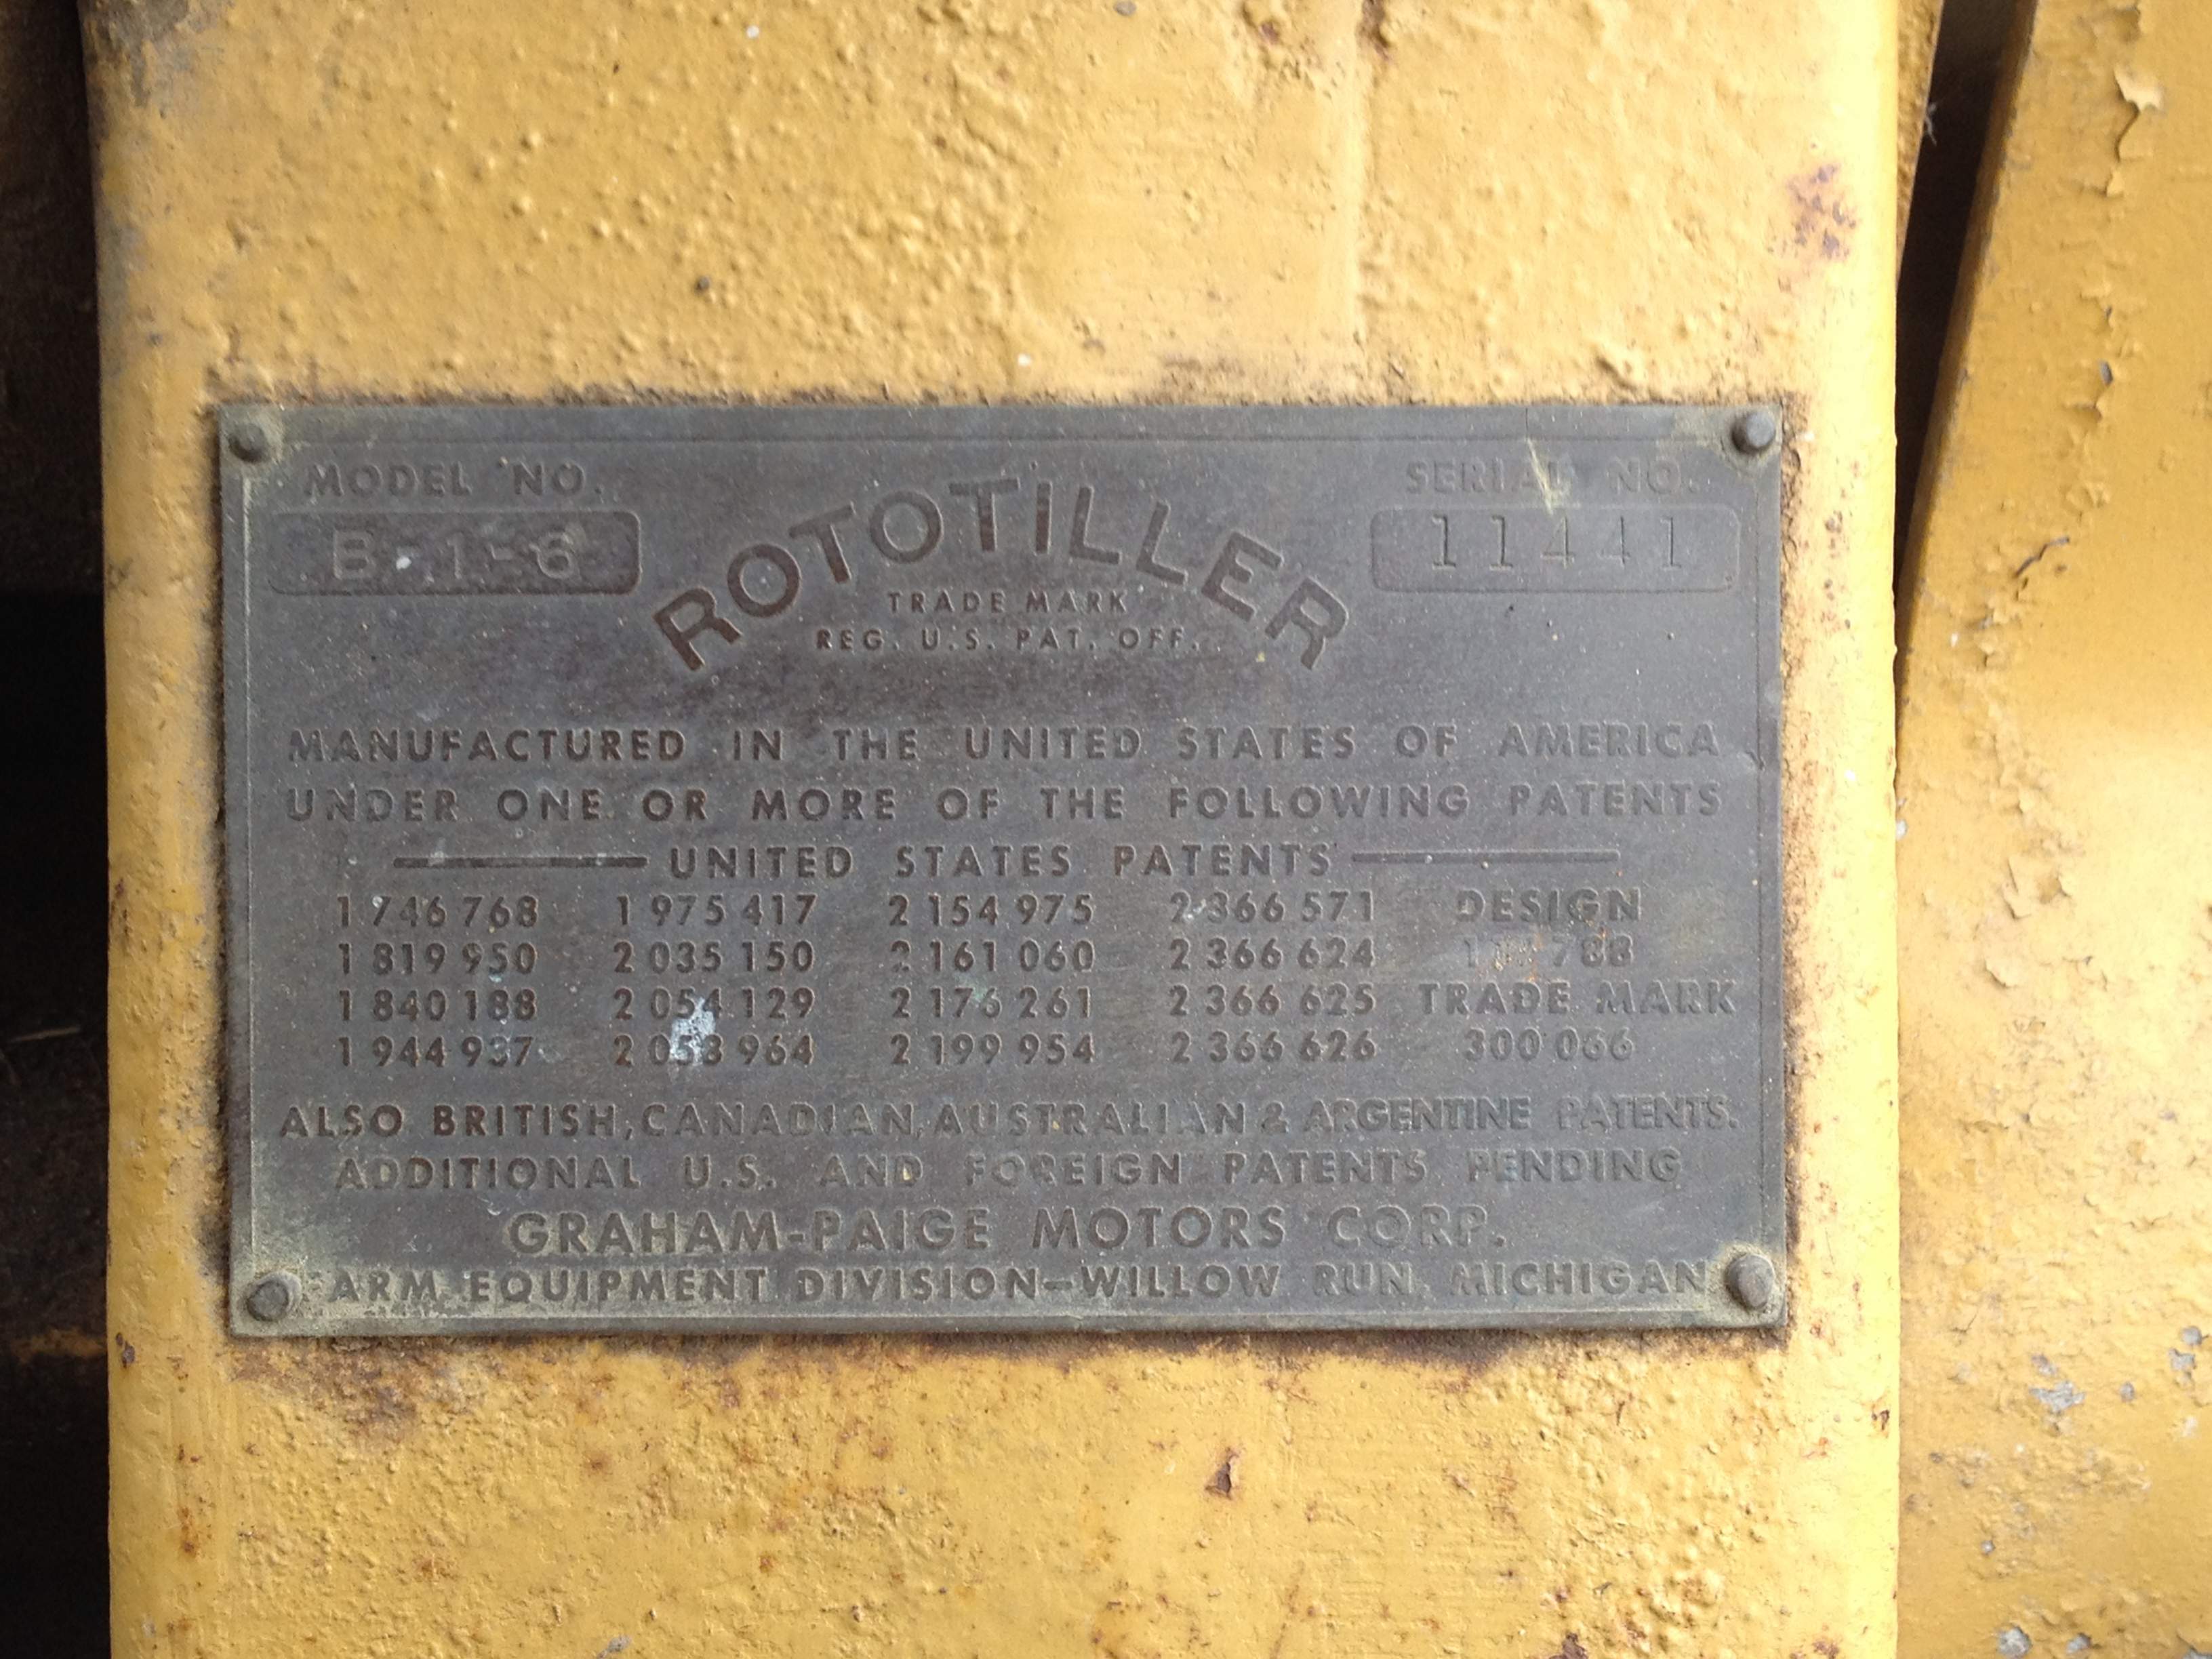 MODEL NO.
SERIAL NO.
B-1-6
ROTOTILLER
11441
TRADE MARK
REG. U.S. PAT. OFF.
MANUFACTURED IN THE UNITED STATES OF AMERICA
UNDER ONE OR MORE OF THE FOLLOWING PATENTS
UNITED STATES PATENTS
1 746 768 1 975 417 2 154 975 2 366 571 DESIGN
1 819 950 2 035 150 2 161 060 2 366 624
1 840 188 2 054 129 2 176 261 2 366 625 TRADE MARK
1 944 937 2 058 964 2 199 954 2 366 626 300 066
ALSO BRITISH, CANADIAN, AUSTRALIAN & ARGENTINE PATENTS.
ADDITIONAL U.S. AND FOREIGN PATENTS PENDING
GRAHAM-PAIGE MOTORS CORP.
FARM EQUIPMENT DIVISION—WILLOW RUN, MICHIGAN